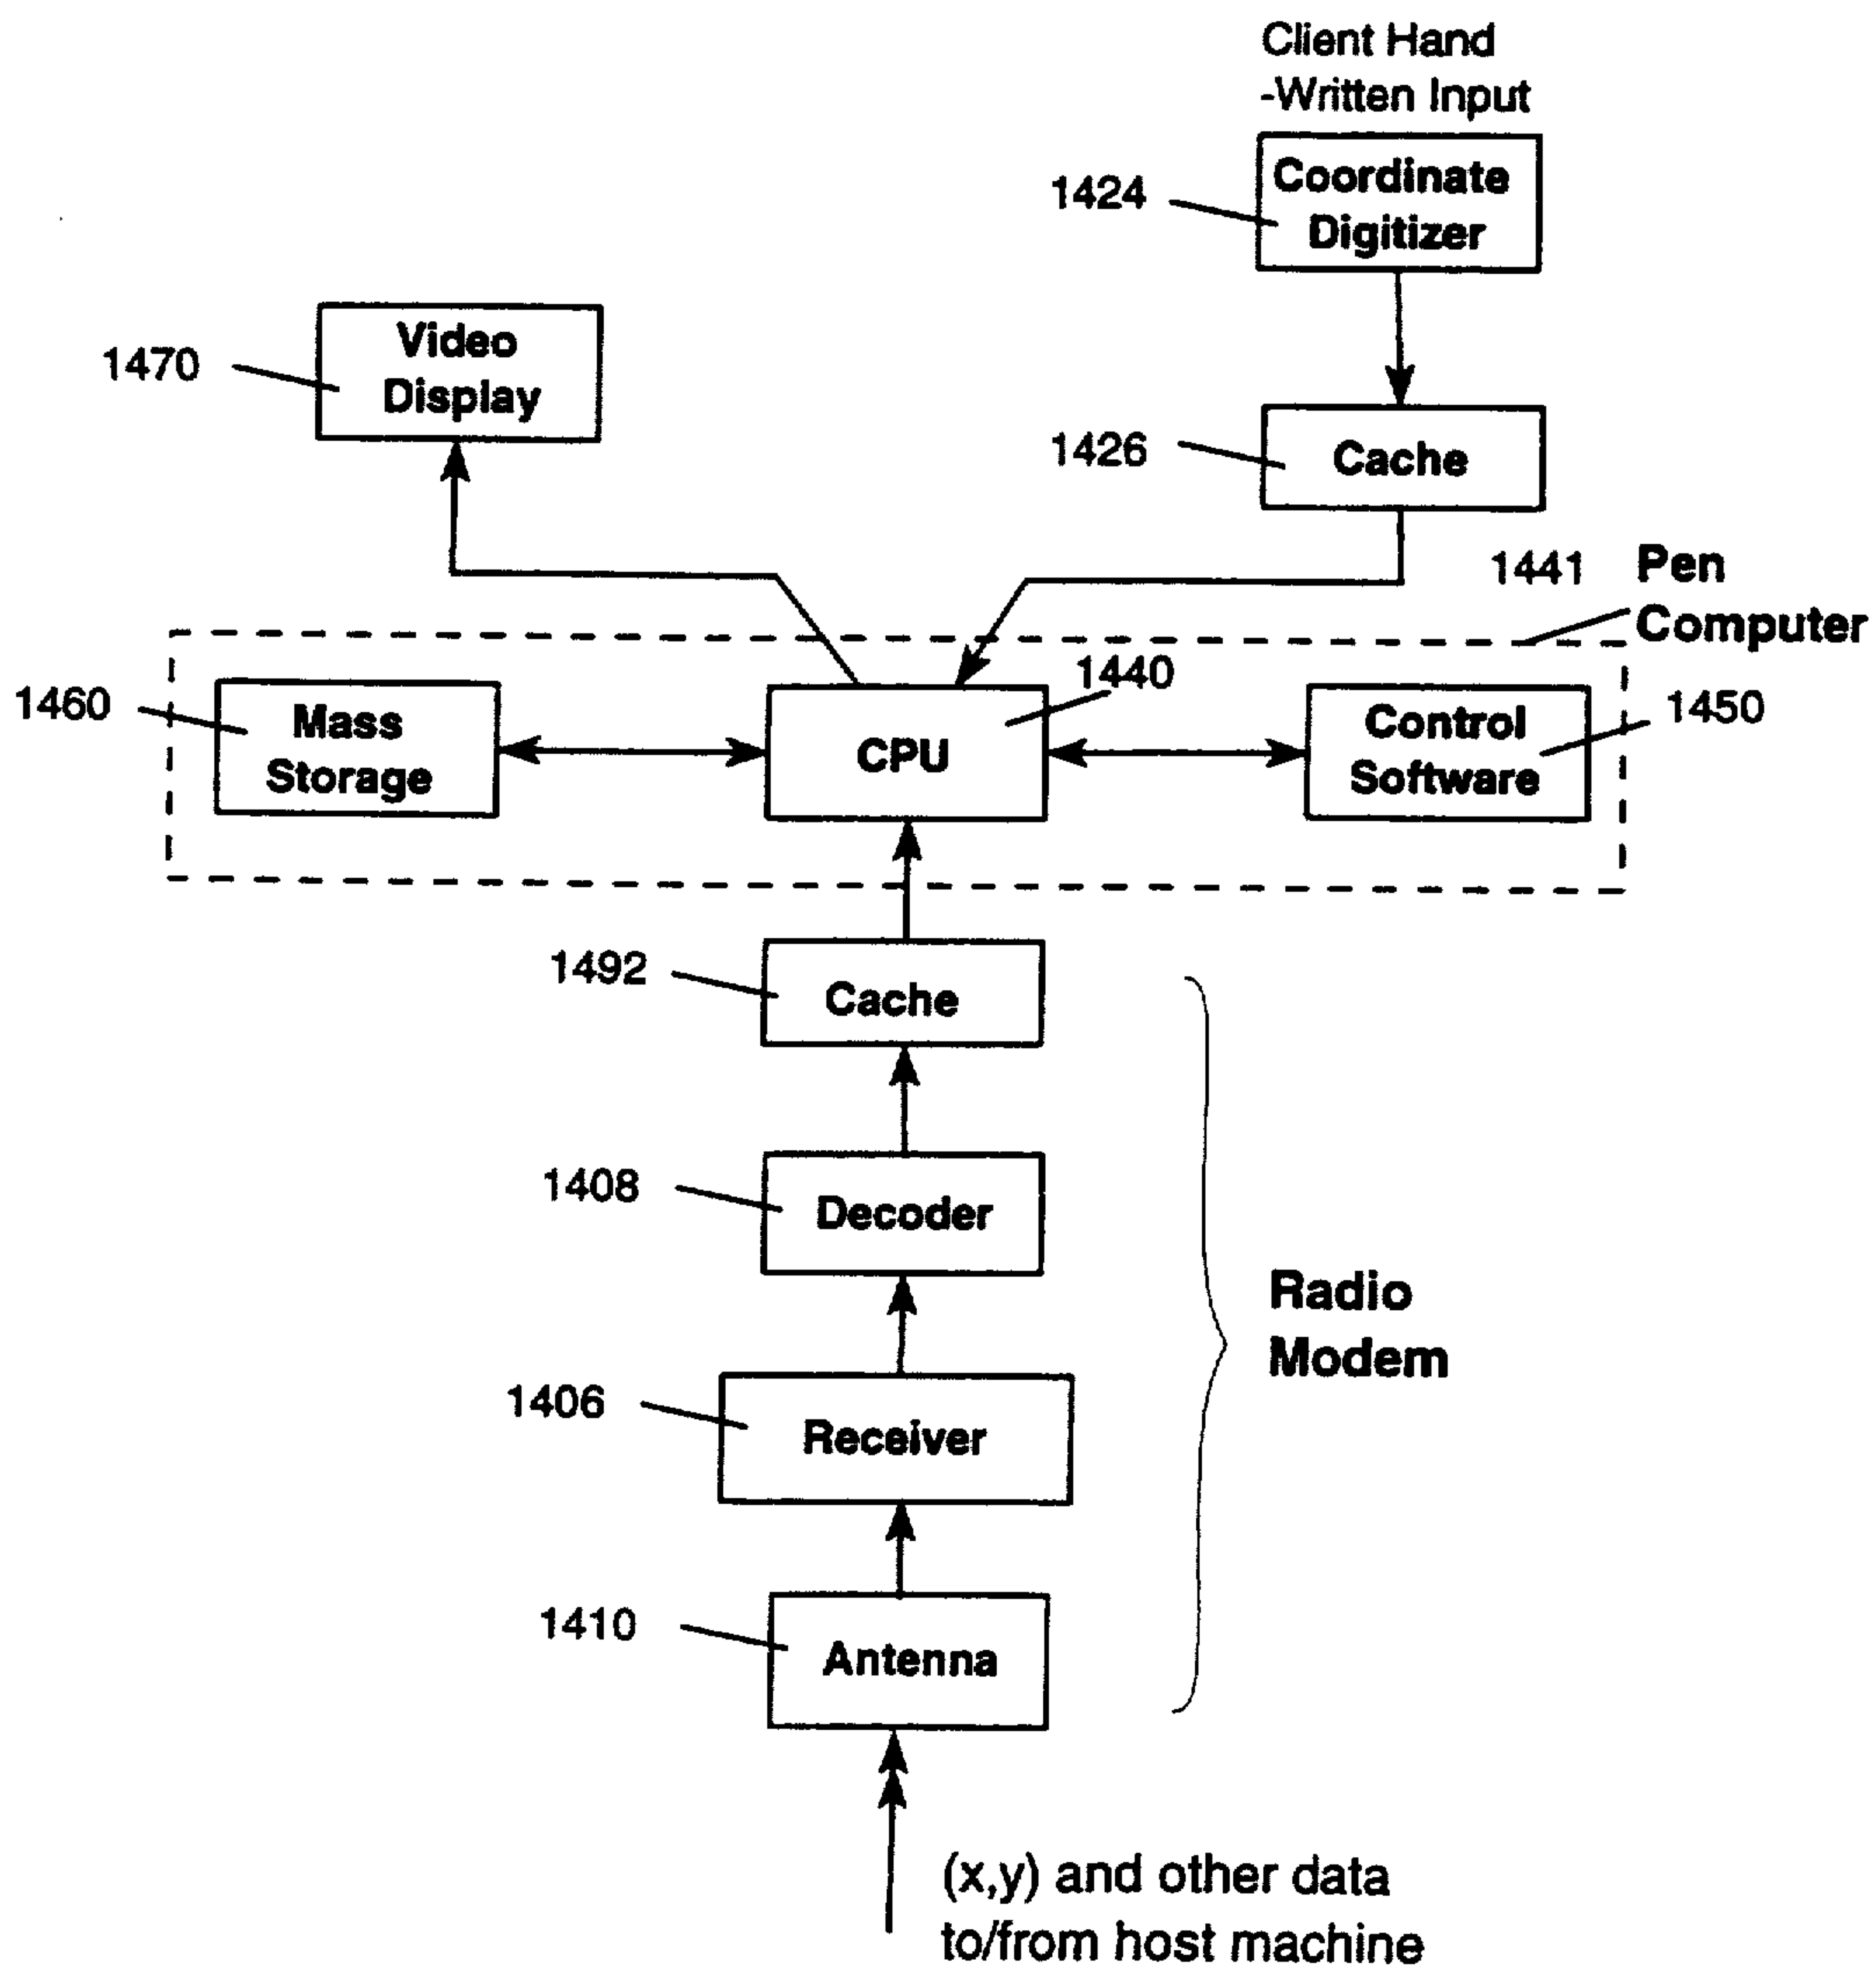 Client Hand
-Written Input
1424
Coordinate
Digitizer
1470
Video
Display
1426
Cache
1441
Pen
Computer
1460
Mass
Storage
1440
CPU
1450
Control
Software
1492
Cache
1408
Decoder
Radio
Modem
1406
Receiver
1410
Antenna
(x,y) and other data
to/from host machine